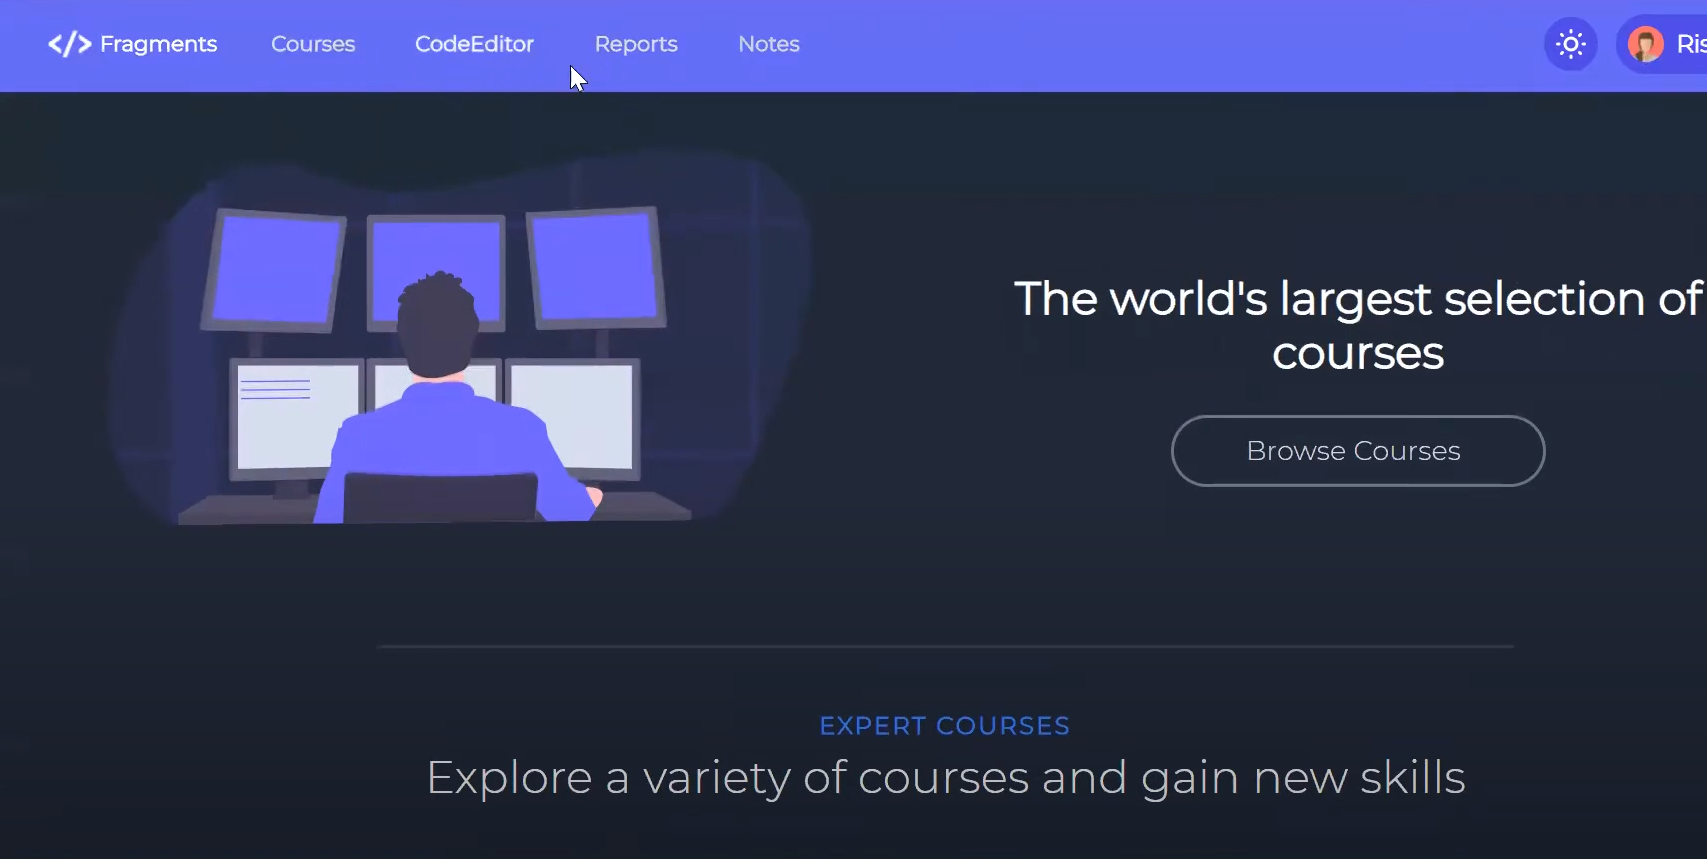 </> Fragments Courses CodeEditor Reports Notes Ris
The world's largest selection of
courses
Browse Courses
EXPERT COURSES
Explore a variety of courses and gain new skills